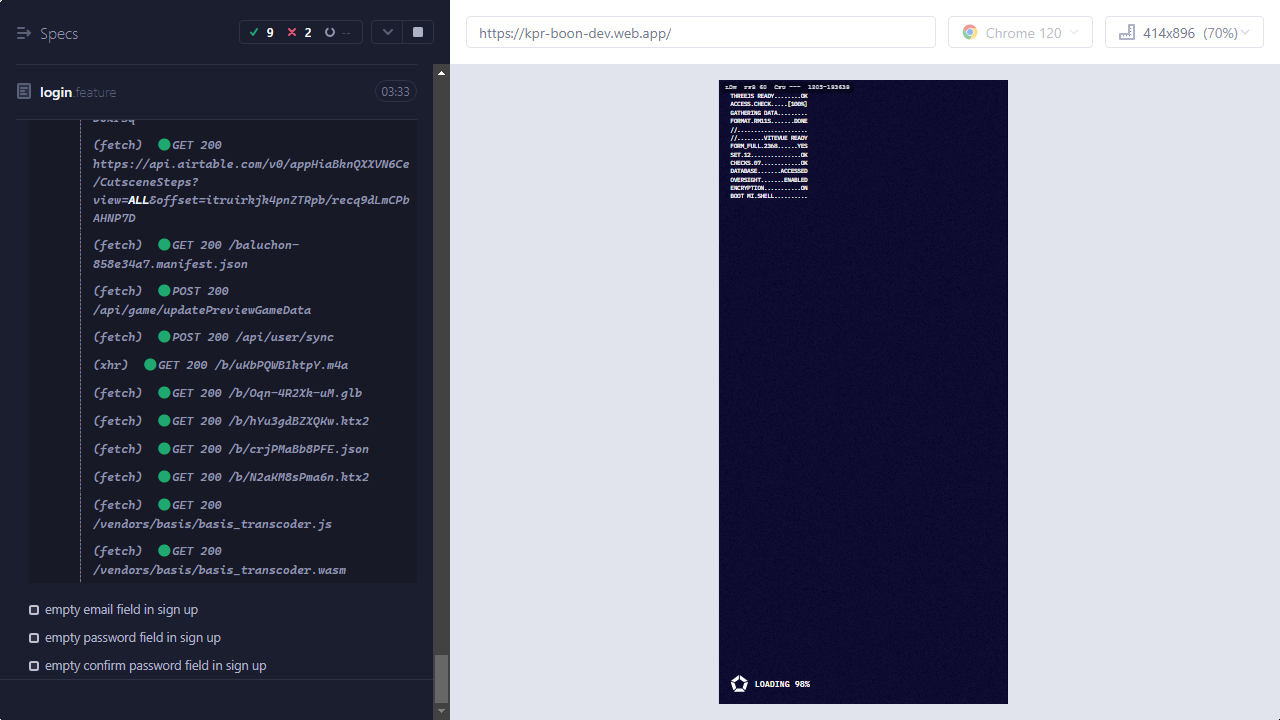 Specs
9
2
--
login feature
03:33
(fetch) GET 200
https://api.airtable.com/v0/appHiaBknQXXVN6Ce
/CutsceneSteps?
view=ALL&offset=itruirkjk4pnZTRpb/recq9dLmCPb
AHNP7D
(fetch) GET 200 /baluchon-
858e34a7.manifest.json
(fetch) POST 200
/api/game/updatePreviewGameData
(fetch) POST 200 /api/user/sync
(xhr) GET 200 /b/uKbPQWB1ktpY.m4a
(fetch) GET 200 /b/Oqn-4R2Xk-uM.glb
(fetch) GET 200 /b/hYu3gdBZXQKw.ktx2
(fetch) GET 200 /b/crjPMaBb8PFE.json
(fetch) GET 200 /b/N2aKM8sPma6n.ktx2
(fetch) GET 200
/vendors/basis/basis_transcoder.js
(fetch) GET 200
/vendors/basis/basis_transcoder.wasm
empty email field in sign up
empty password field in sign up
empty confirm password field in sign up
https://kpr-boon-dev.web.app/
Chrome 120
414x896 (70%)
THREEJS READY........OK
ACCESS.CHECK.....[100%]
GATHERING DATA.........
FORMAT.RM11S.......DONE
//.....................
//........VITEVUE READY
FORM_FULL.2368......YES
SET.12...............OK
CHECKS.07............OK
DATABASE.......ACCESSED
OVERSIGHT.......ENABLED
ENCRYPTION...........ON
BOOT MI.SHELL..........
LOADING 98%